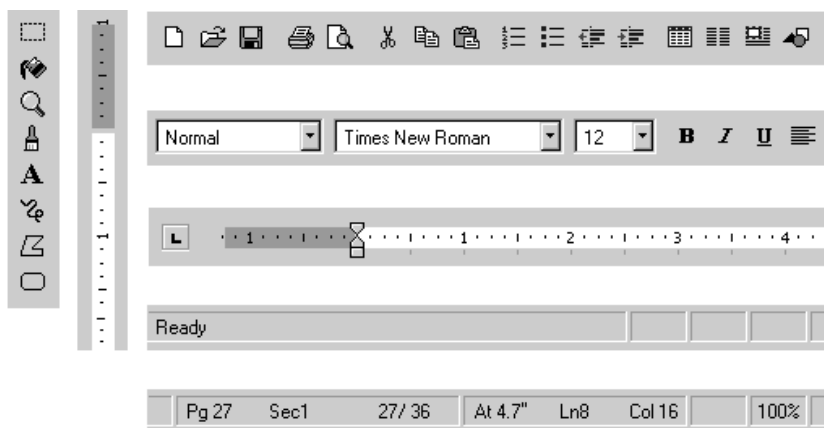 Normal Times New Roman 12 B I U
1 1 2 3 4
Ready
Pg 27 Sec1 27/36 At 4.7" Ln8 Col 16 100%